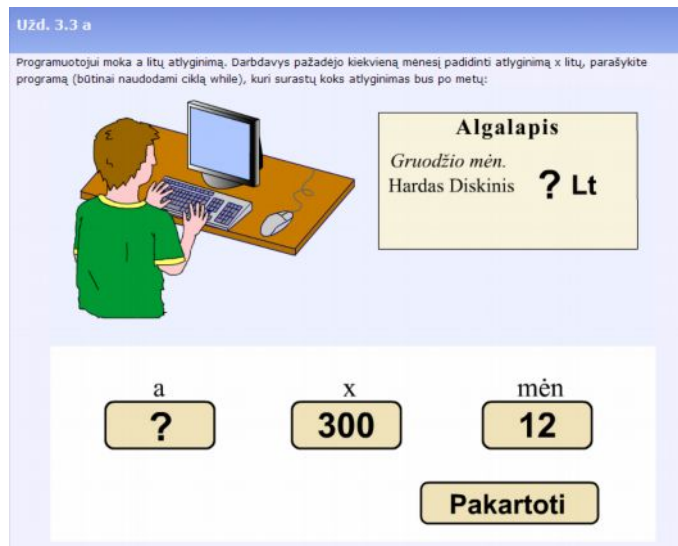 Užd. 3.3 a
Programuotojui moka a litų atlyginimą. Darbdavys pažadėjo kiekvieną mėnesį padidinti atlyginimą x litų, parašykite
programą (būtinai naudodami ciklą while), kuri surastų koks atlyginimas bus po metų:
Algalapis
Gruodžio mėn.
Hardas Diskinis ? Lt
a x mėn
? 300 12
Pakartoti